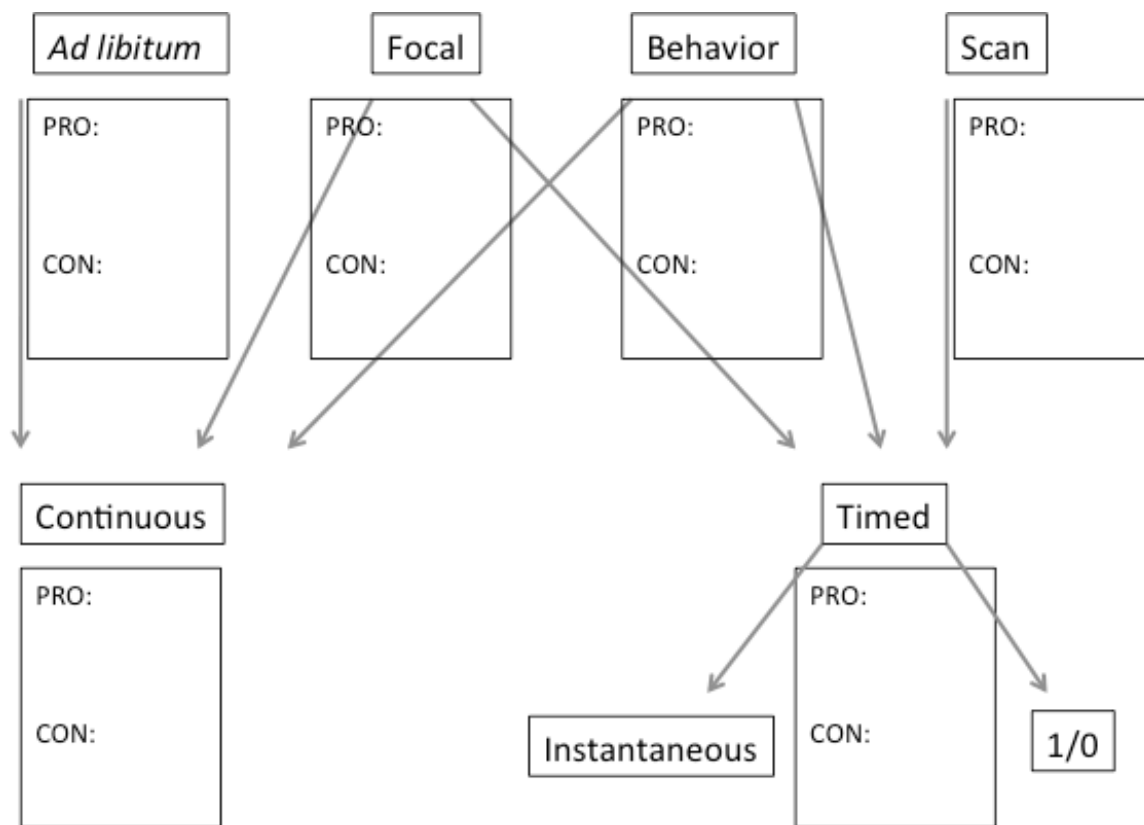 Ad libitum
Focal
Behavior
Scan
PRO:
PRO:
PRO:
PRO:
CON:
CON:
CON:
CON:
Continuous
Timed
PRO:
PRO:
CON:
CON:
Instantaneous
1/0